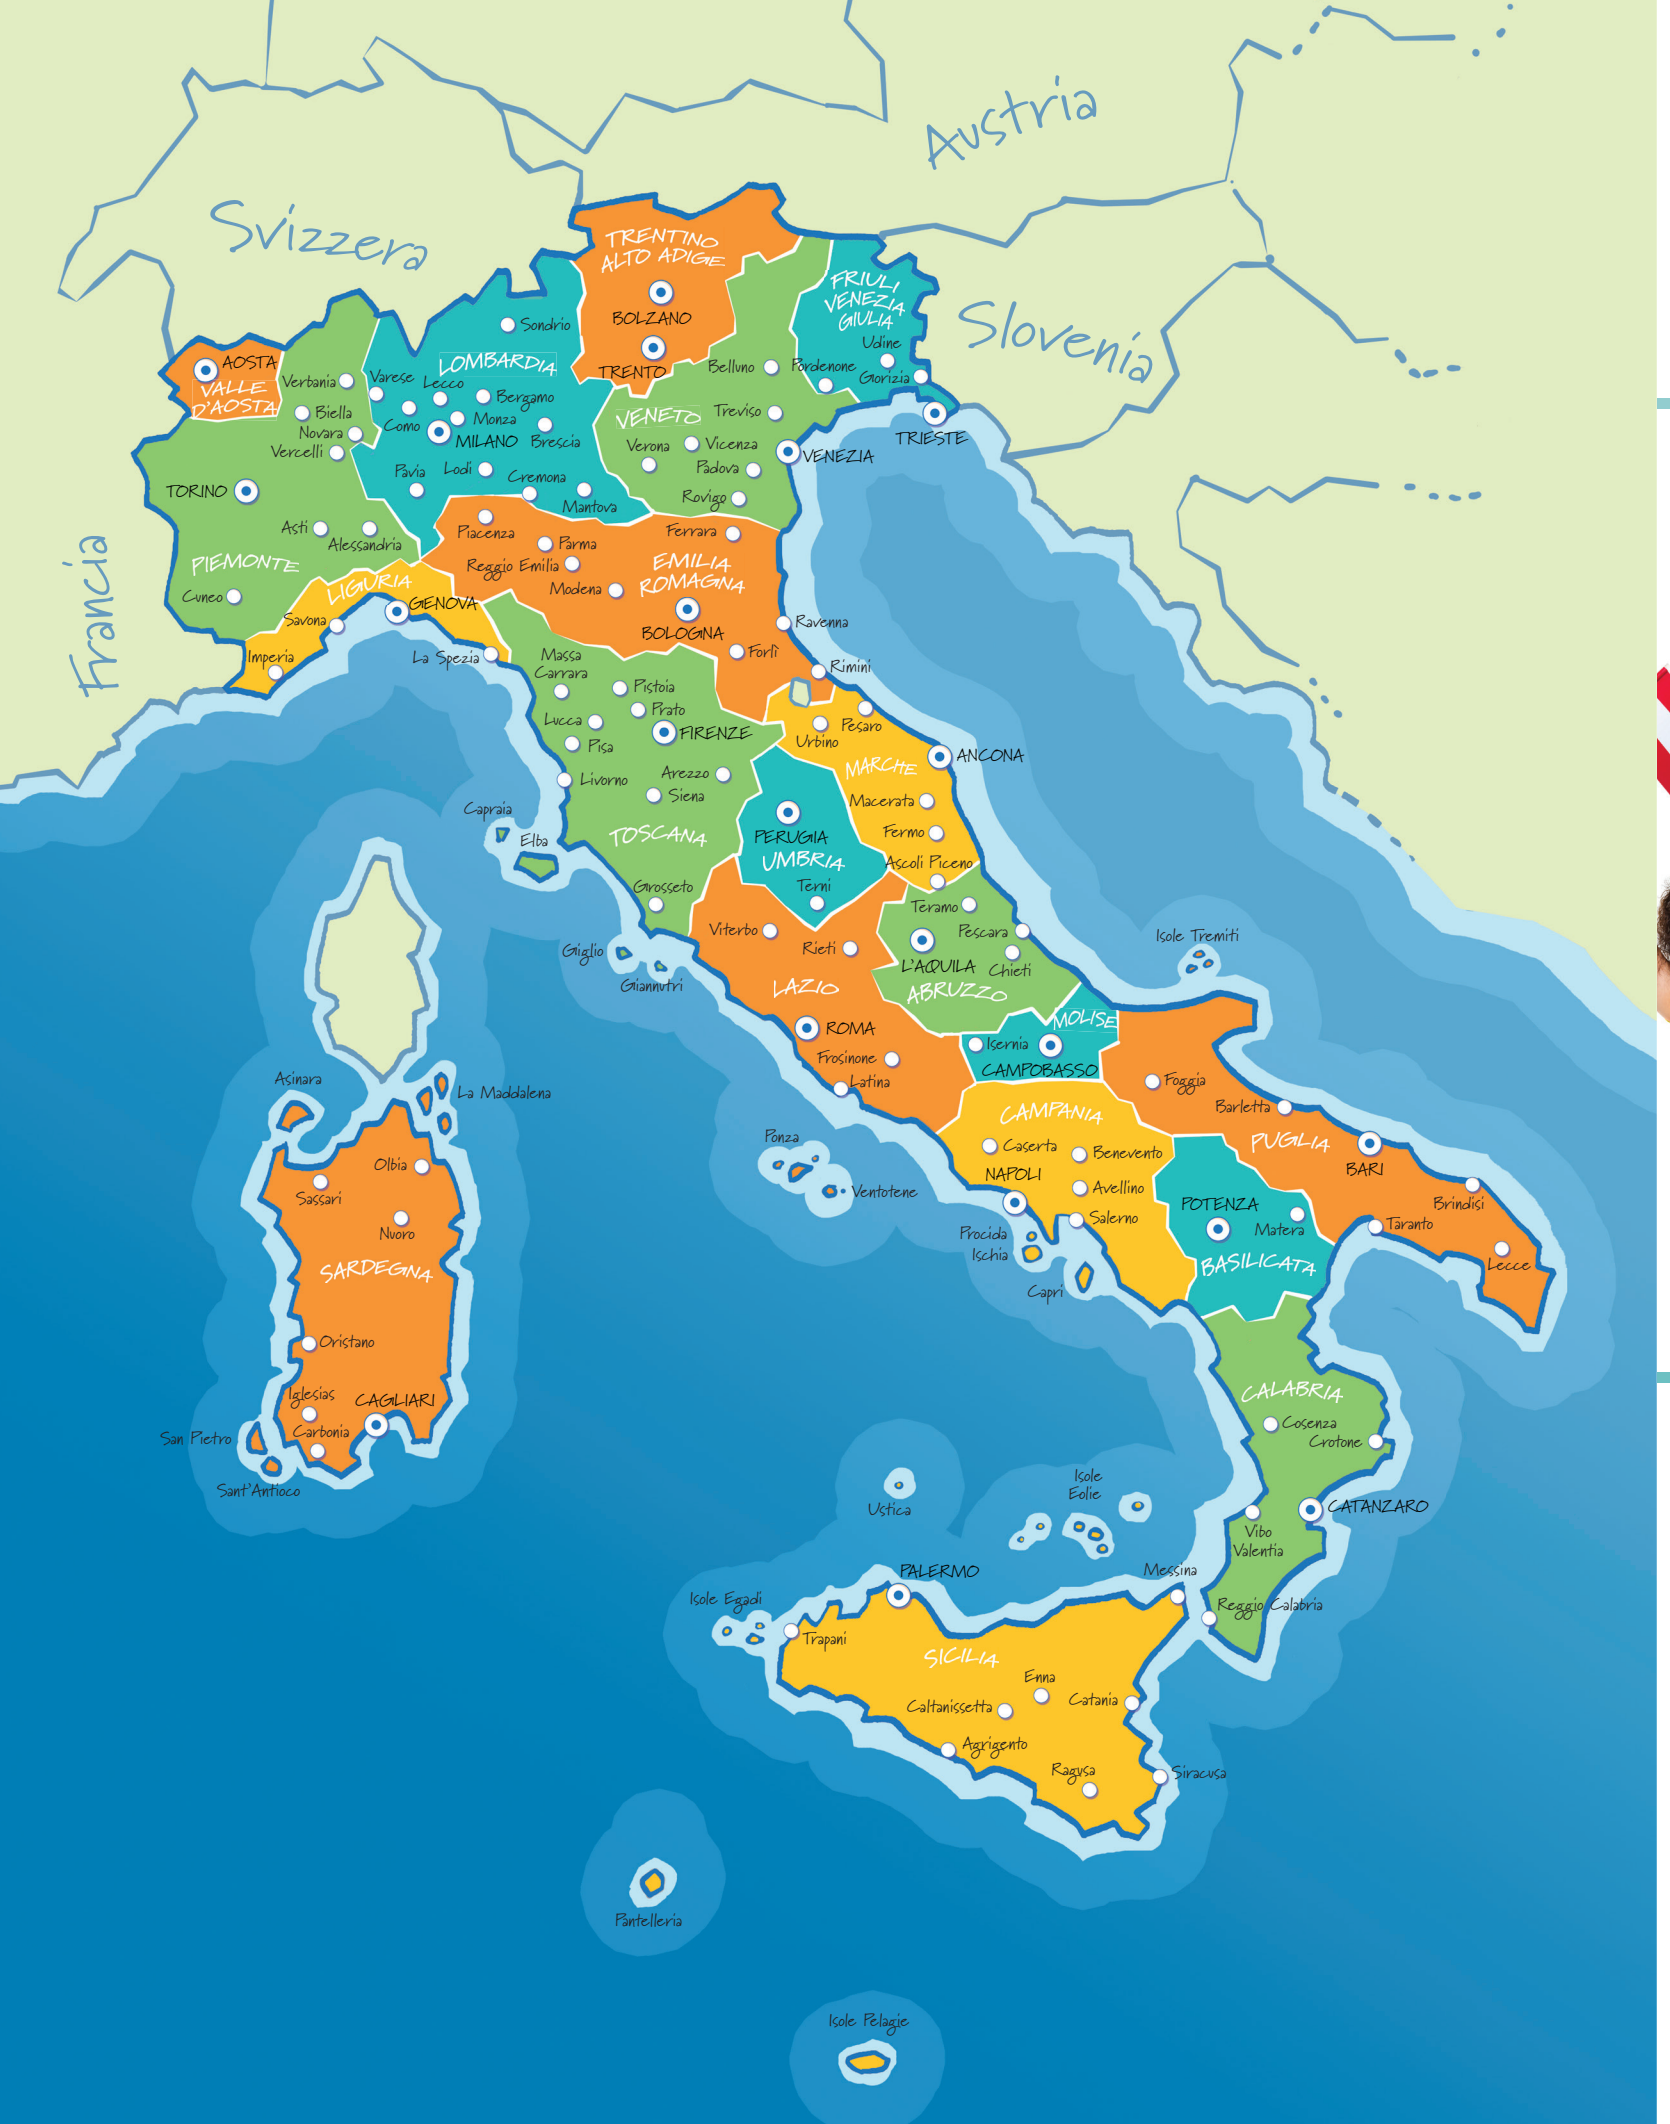 Austria
Svizzera
Slovenia
Francia
TRENTINO
ALTO ADIGE
BOLZANO
TRENTO
FRIULI
VENEZIA
GIULIA
Udine
Pordenone
Gorizia
TRIESTE
AOSTA
VALLE
D'AOSTA
Sondrio
LOMBARDIA
Varese
Lecco
Bergamo
Como
Monza
MILANO
Brescia
Pavia
Lodi
Cremona
Mantova
Verbania
Biella
Novara
Vercelli
TORINO
Asti
Alessandria
PIEMONTE
Cuneo
Belluno
VENETO
Treviso
Verona
Vicenza
VENEZIA
Padova
Rovigo
LIGURIA
GENOVA
Savona
Imperia
La Spezia
Piacenza
Parma
Reggio Emilia
Modena
Ferrara
EMILIA
ROMAGNA
BOLOGNA
Ravenna
Forlì
Rimini
Massa
Carrara
Pistoia
Prato
Lucca
FIRENZE
Pisa
Livorno
Arezzo
Siena
TOSCANA
Grosseto
Capraia
Elba
Giglio
Giannutri
Urbino
Pesaro
ANCONA
MARCHE
Macerata
Fermo
Ascoli Piceno
PERUGIA
UMBRIA
Terni
Viterbo
Rieti
LAZIO
ROMA
Frosinone
Latina
Teramo
Pescara
L'AQUILA
Chieti
ABRUZZO
Isole Tremiti
MOLISE
Isernia
CAMPOBASSO
CAMPANIA
Caserta
Benevento
NAPOLI
Avellino
Salerno
Procida
Ischia
Capri
Ponza
Ventotene
Foggia
Barletta
PUGLIA
BARI
Brindisi
Taranto
Lecce
POTENZA
Matera
BASILICATA
CALABRIA
Cosenza
Crotone
CATANZARO
Vibo
Valentia
Reggio Calabria
Asinara
La Maddalena
Olbia
Sassari
Nuoro
SARDEGNA
Oristano
Iglesias
CAGLIARI
Carbonia
San Pietro
Sant'Antioco
Ustica
Isole
Eolie
Messina
PALERMO
Isole Egadi
Trapani
SICILIA
Enna
Caltanissetta
Catania
Agrigento
Ragusa
Siracusa
Pantelleria
Isole Pelagie